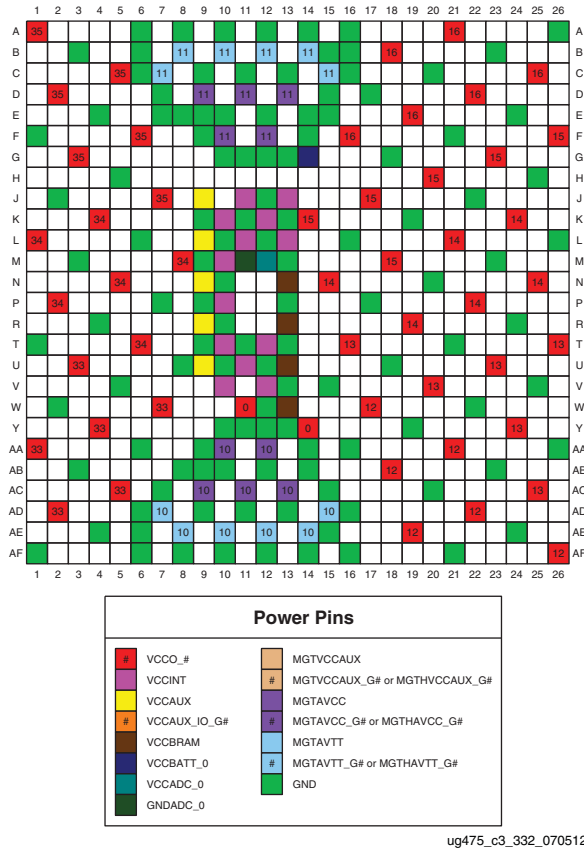 1 2 3 4 5 6 7 8 9 10 11 12 13 14 15 16 17 18 19 20 21 22 23 24 25 26
A 35 16 A
B 11 11 11 11 16 B
C 35 11 15 16 C
D 35 11 11 11 16 D
E 16 E
F 35 11 11 16 15 F
G 35 15 G
H 15 H
J 35 15 J
K 34 15 14 K
L 34 14 L
M 34 15 M
N 34 14 14 N
P 34 14 P
R 14 R
T 34 13 13 T
U 33 13 U
V 13 V
W 33 0 12 W
Y 33 0 13 Y
AA 33 10 10 12 AA
AB 12 AB
AC 33 10 10 10 13 AC
AD 33 10 10 12 AD
AE 10 10 10 10 12 AE
AF 12 AF
1 2 3 4 5 6 7 8 9 10 11 12 13 14 15 16 17 18 19 20 21 22 23 24 25 26
Power Pins
# VCCO_# MGTVCCAUX
VCCINT # MGTVCCAUX_G# or MGTHVCCAUX_G#
VCCAUX MGTAVCC
# VCCAUX_IO_G# # MGTAVCC_G# or MGTHAVCC_G#
VCCBRAM MGTAVTT
VCCBATT_0 # MGTAVTT_G# or MGTHAVTT_G#
VCCADC_0 GND
GNDADC_0
ug475_c3_332_070512